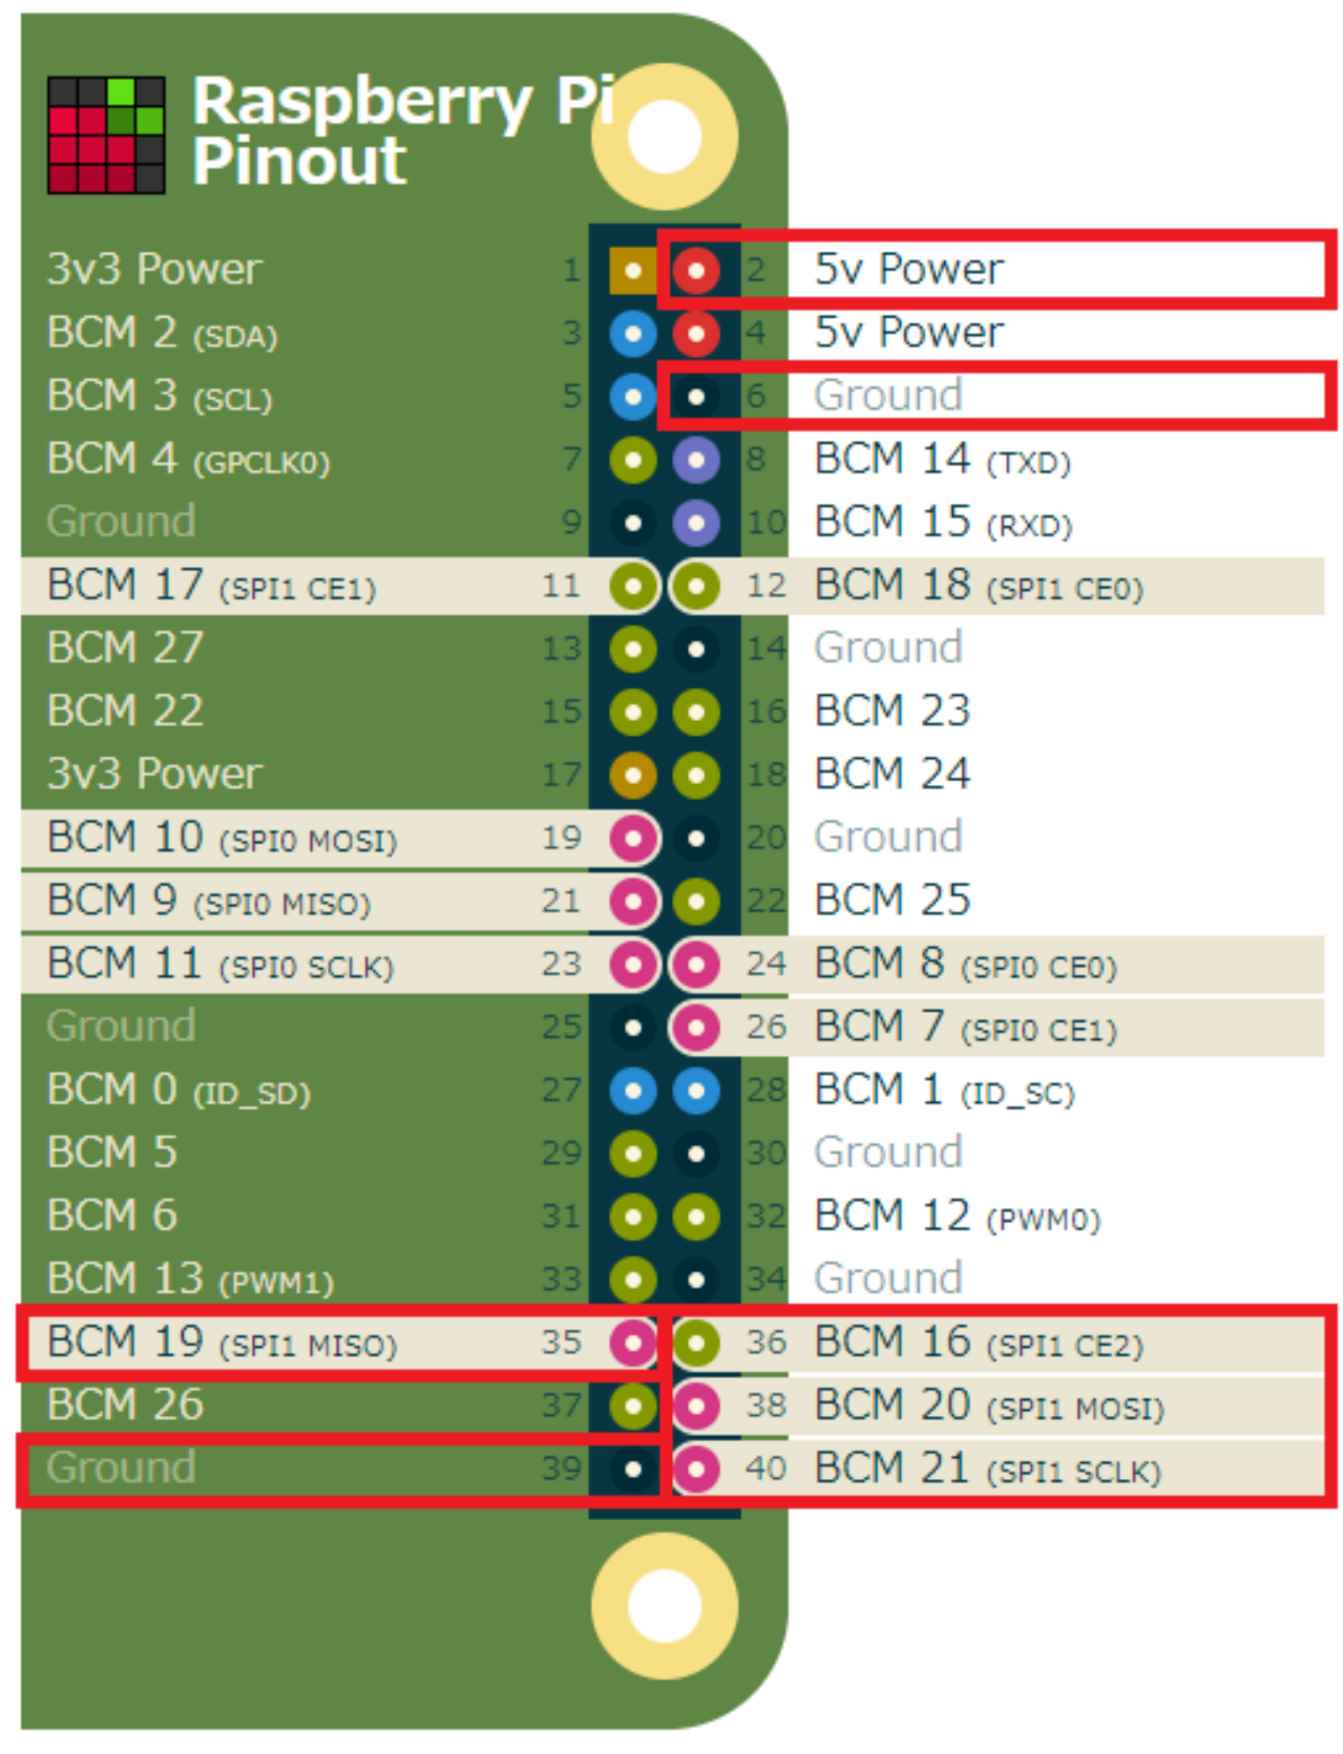 Raspberry Pi
Pinout
3v3 Power 1 2 5v Power
BCM 2 (SDA) 3 4 5v Power
BCM 3 (SCL) 5 6 Ground
BCM 4 (GPCLK0) 7 8 BCM 14 (TXD)
Ground 9 10 BCM 15 (RXD)
BCM 17 (SPI1 CE1) 11 12 BCM 18 (SPI1 CE0)
BCM 27 13 14 Ground
BCM 22 15 16 BCM 23
3v3 Power 17 18 BCM 24
BCM 10 (SPI0 MOSI) 19 20 Ground
BCM 9 (SPI0 MISO) 21 22 BCM 25
BCM 11 (SPI0 SCLK) 23 24 BCM 8 (SPI0 CE0)
Ground 25 26 BCM 7 (SPI0 CE1)
BCM 0 (ID_SD) 27 28 BCM 1 (ID_SC)
BCM 5 29 30 Ground
BCM 6 31 32 BCM 12 (PWM0)
BCM 13 (PWM1) 33 34 Ground
BCM 19 (SPI1 MISO) 35 36 BCM 16 (SPI1 CE2)
BCM 26 37 38 BCM 20 (SPI1 MOSI)
Ground 39 40 BCM 21 (SPI1 SCLK)